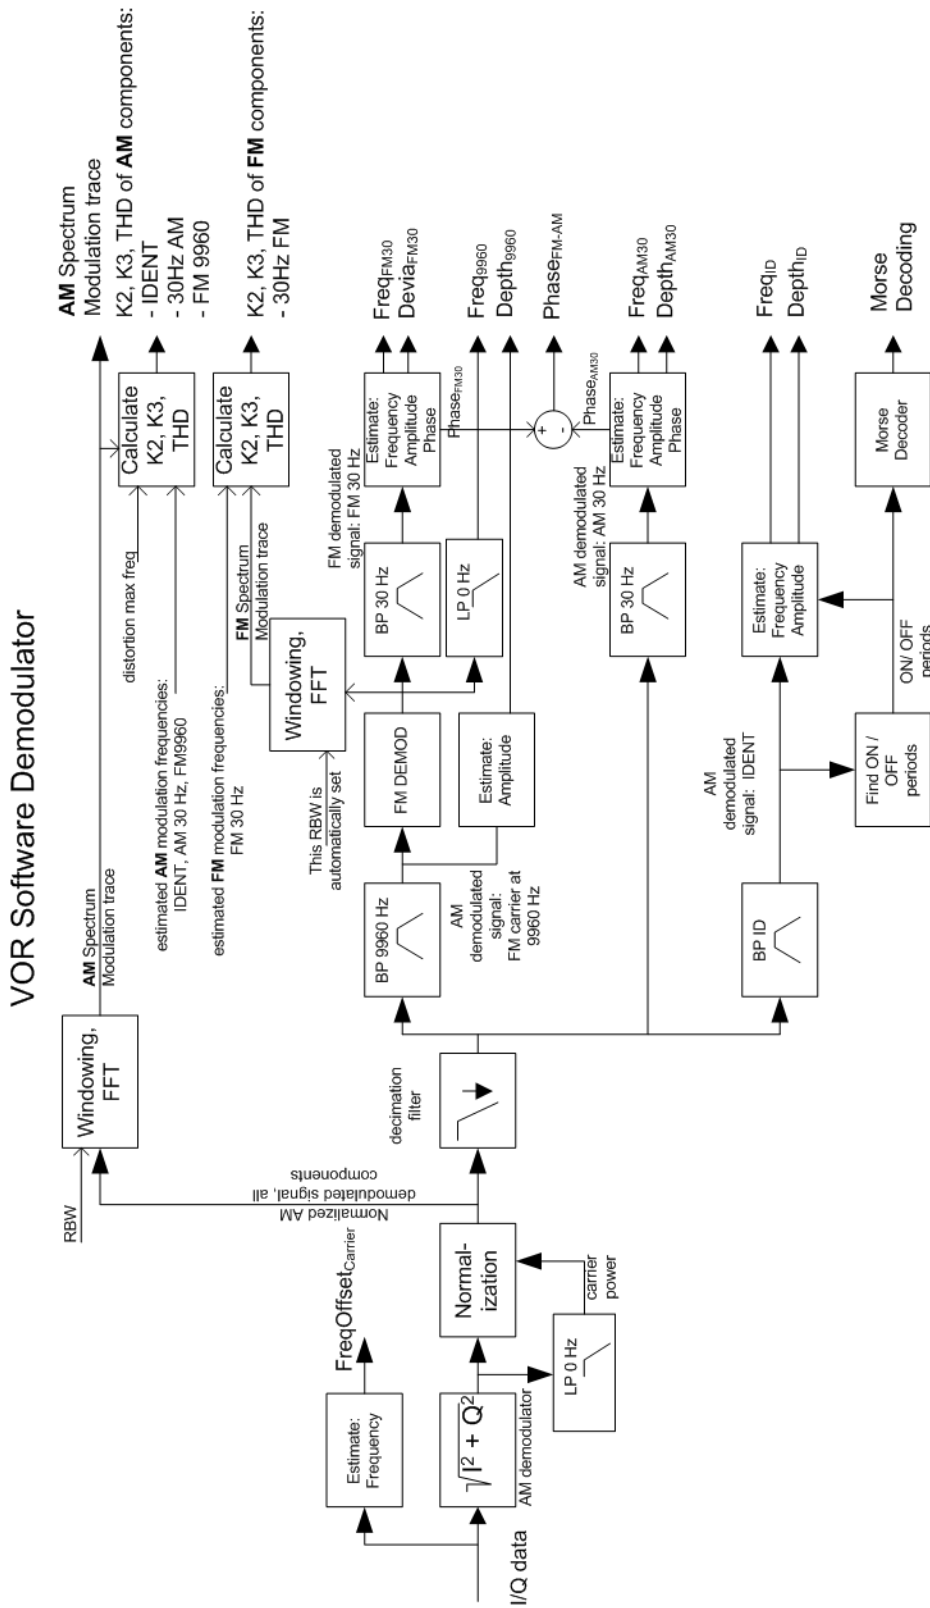 VOR Software Demodulator
I/Q data
Estimate:
Frequency
FreqOffsetCarrier
√I² + Q²
AM demodulator
LP 0 Hz
carrier
power
Normal-
ization
Normalized AM
demodulated signal, all
components
RBW
Windowing,
FFT
AM Spectrum
Modulation trace
decimation
filter
BP 9960 Hz
AM
demodulated
signal:
FM carrier at
9960 Hz
FM DEMOD
Estimate:
Amplitude
This RBW is
automatically set
Windowing,
FFT
FM Spectrum
Modulation trace
estimated AM modulation frequencies:
IDENT, AM 30 Hz, FM9960
estimated FM modulation frequencies:
FM 30 Hz
distortion max freq
Calculate
K2, K3,
THD
Calculate
K2, K3,
THD
AM Spectrum
Modulation trace
K2, K3, THD of AM components:
- IDENT
- 30Hz AM
- FM 9960
K2, K3, THD of FM components:
- 30Hz FM
BP 30 Hz
LP 0 Hz
FM demodulated
signal: FM 30 Hz
Estimate:
Frequency
Amplitude
Phase
PhaseFM30
FreqFM30
DeviaFM30
Freq9960
Depth9960
+
-
PhaseFM-AM
PhaseAM30
BP 30 Hz
AM demodulated
signal: AM 30 Hz
Estimate:
Frequency
Amplitude
Phase
FreqAM30
DepthAM30
BP ID
AM
demodulated
signal: IDENT
Find ON /
OFF
periods
Estimate:
Frequency
Amplitude
ON/ OFF
periods
Morse
Decoder
FreqID
DepthID
Morse
Decoding